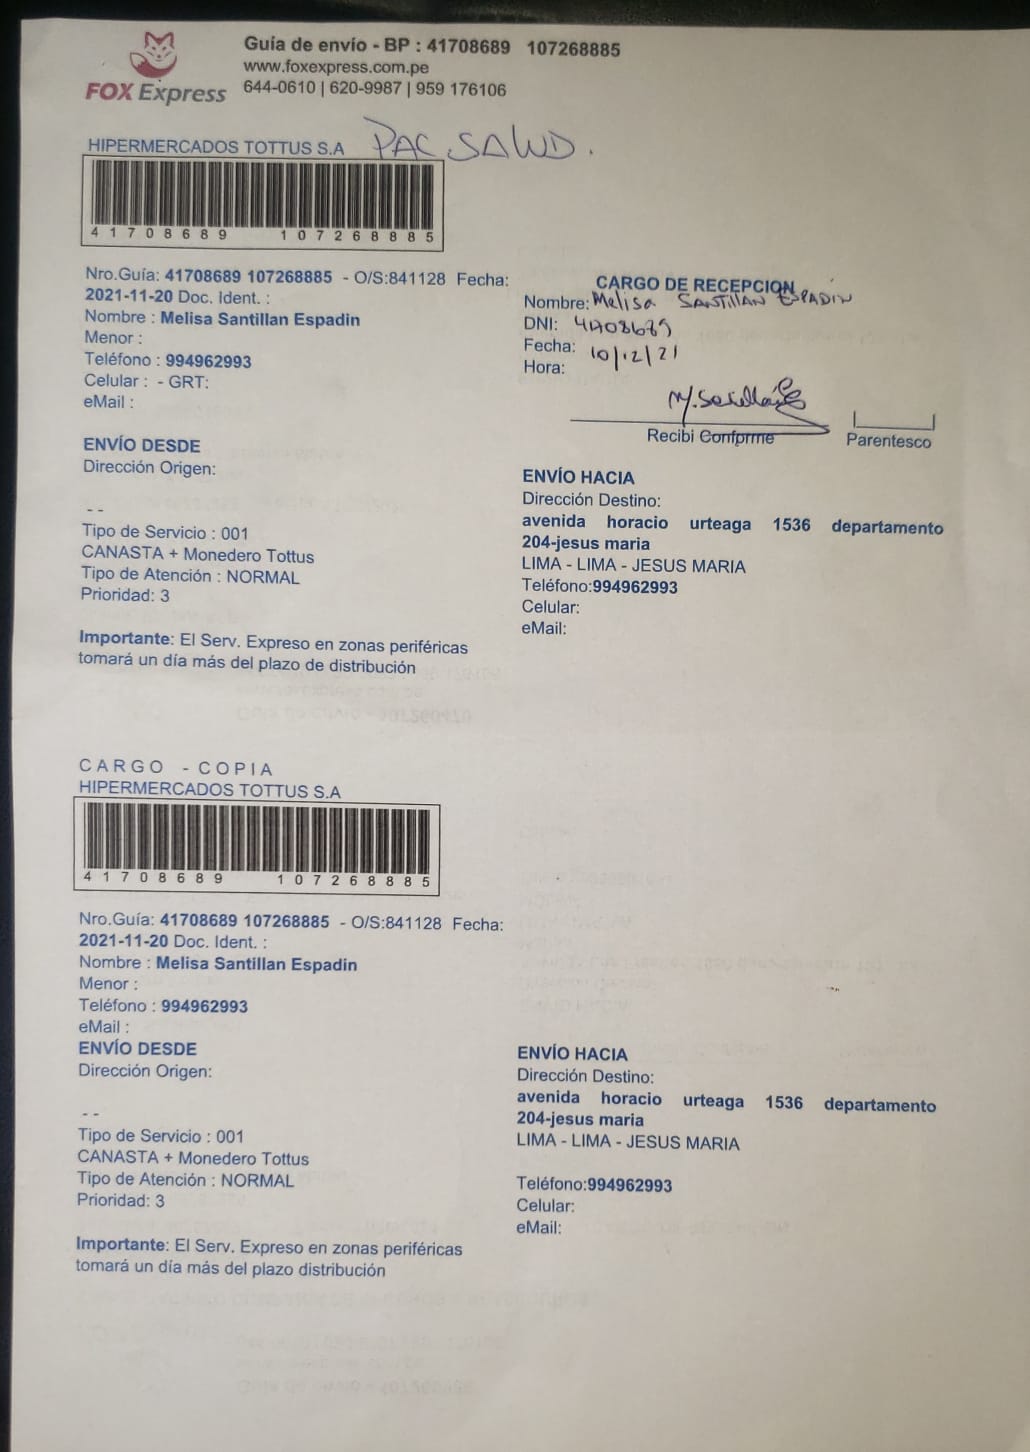 Guía de envío - BP : 41708689 107268885
www.foxexpress.com.pe
FOX Express
644-0610 | 620-9987 | 959 176106
HIPERMERCADOS TOTTUS S.A PAC SALUD.
41708689 107268885
Nro.Guía: 41708689 107268885 - O/S:841128 Fecha:
2021-11-20 Doc. Ident. :
Nombre : Melisa Santillan Espadin
Menor :
Teléfono : 994962993
Celular : - GRT:
eMail :
CARGO DE RECEPCION
Nombre: Melisa SANTILLAN ESPADIN
DNI: 41708689
Fecha: 10/12/21
Hora:
Recibi Conforme
Parentesco
ENVÍO DESDE
Dirección Origen:
- -
Tipo de Servicio : 001
CANASTA + Monedero Tottus
Tipo de Atención : NORMAL
Prioridad: 3
ENVÍO HACIA
Dirección Destino:
avenida horacio urteaga 1536 departamento
204-jesus maria
LIMA - LIMA - JESUS MARIA
Teléfono:994962993
Celular:
eMail:
Importante: El Serv. Expreso en zonas periféricas
tomará un día más del plazo de distribución
CARGO - COPIA
HIPERMERCADOS TOTTUS S.A
41708689 107268885
Nro.Guía: 41708689 107268885 - O/S:841128 Fecha:
2021-11-20 Doc. Ident. :
Nombre : Melisa Santillan Espadin
Menor :
Teléfono : 994962993
eMail :
ENVÍO DESDE
Dirección Origen:
- -
Tipo de Servicio : 001
CANASTA + Monedero Tottus
Tipo de Atención : NORMAL
Prioridad: 3
ENVÍO HACIA
Dirección Destino:
avenida horacio urteaga 1536 departamento
204-jesus maria
LIMA - LIMA - JESUS MARIA
Teléfono:994962993
Celular:
eMail:
Importante: El Serv. Expreso en zonas periféricas
tomará un día más del plazo distribución